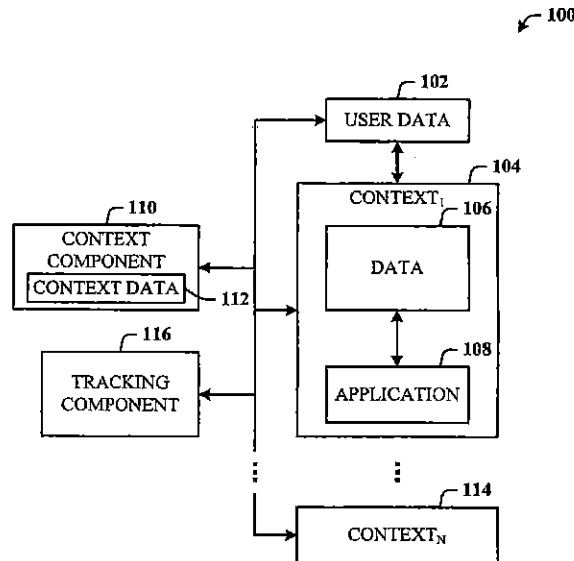 100
102
USER DATA
104
CONTEXT₁
106
DATA
108
APPLICATION
110
CONTEXT
COMPONENT
CONTEXT DATA
112
116
TRACKING
COMPONENT
114
CONTEXT_N